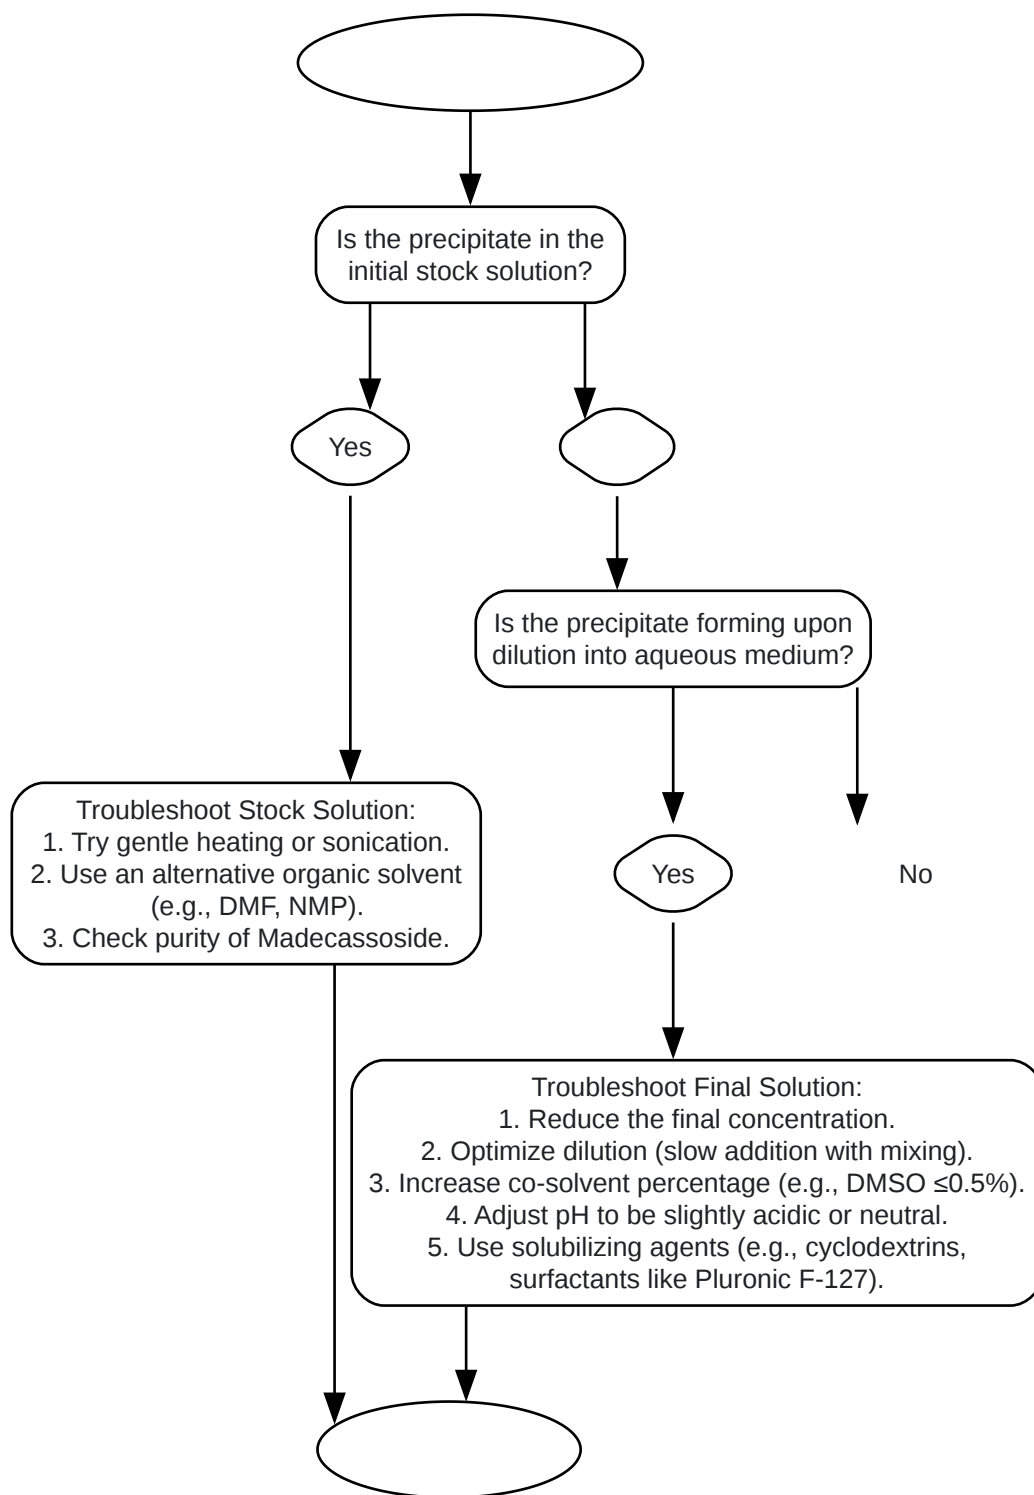 Is the precipitate in the
initial stock solution?
Yes
Is the precipitate forming upon
dilution into aqueous medium?
Troubleshoot Stock Solution:
1. Try gentle heating or sonication.
2. Use an alternative organic solvent
(e.g., DMF, NMP).
3. Check purity of Madecassoside.
Yes
No
Troubleshoot Final Solution:
1. Reduce the final concentration.
2. Optimize dilution (slow addition with mixing).
3. Increase co-solvent percentage (e.g., DMSO ≤0.5%).
4. Adjust pH to be slightly acidic or neutral.
5. Use solubilizing agents (e.g., cyclodextrins,
surfactants like Pluronic F-127).